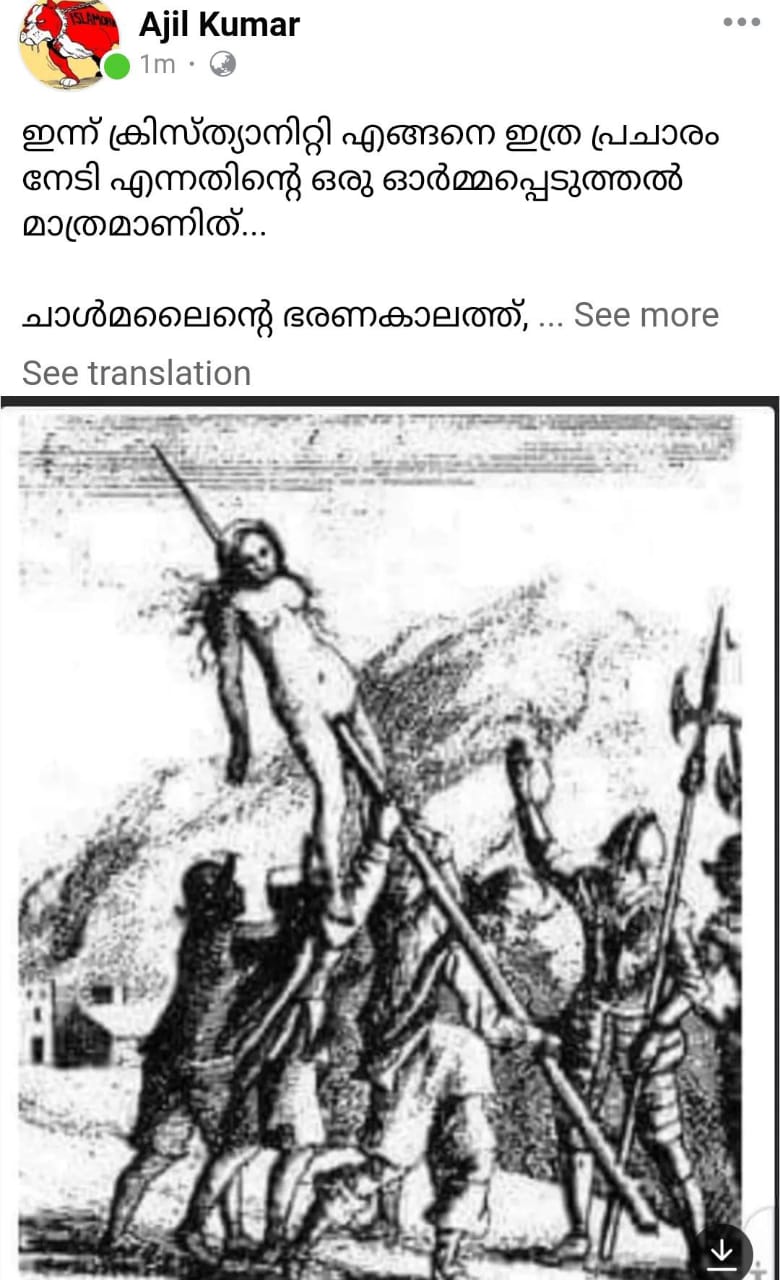 ISLAMOPH
Ajil Kumar
1m ·
ഇന്ന് ക്രിസ്ത്യാനിറ്റി എങ്ങനെ ഇത്ര പ്രചാരം
നേടി എന്നതിന്റെ ഒരു ഓർമ്മപ്പെടുത്തൽ
മാത്രമാണിത്...
ചാൾമലൈന്റെ ഭരണകാലത്ത്, ... See more
See translation